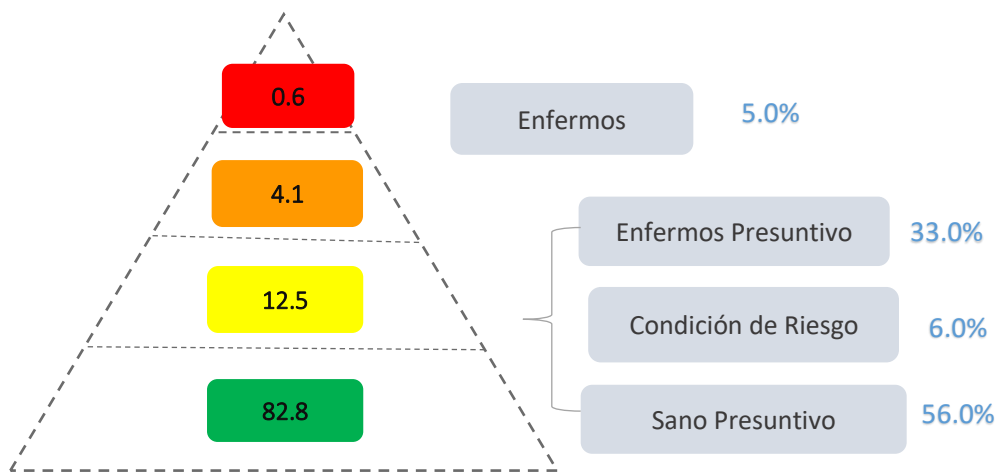 0.6
Enfermos
5.0%
4.1
Enfermos Presuntivo
33.0%
12.5
Condición de Riesgo
6.0%
82.8
Sano Presuntivo
56.0%